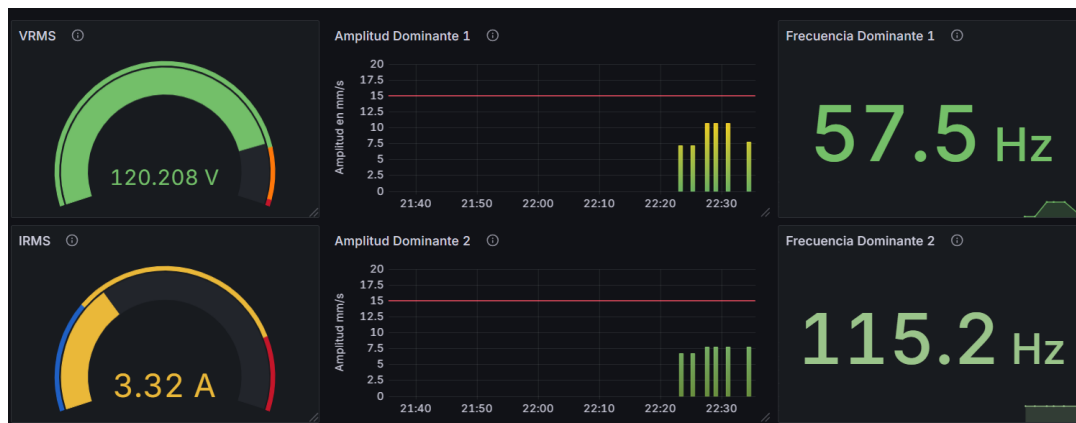 VRMS
120.208 V
Amplitud Dominante 1
Amplitud en mm/s
20
17.5
15
12.5
10
7.5
5
2.5
0
21:40 21:50 22:00 22:10 22:20 22:30
Frecuencia Dominante 1
57.5 Hz
IRMS
3.32 A
Amplitud Dominante 2
Amplitud mm/s
20
17.5
15
12.5
10
7.5
5
2.5
0
21:40 21:50 22:00 22:10 22:20 22:30
Frecuencia Dominante 2
115.2 Hz